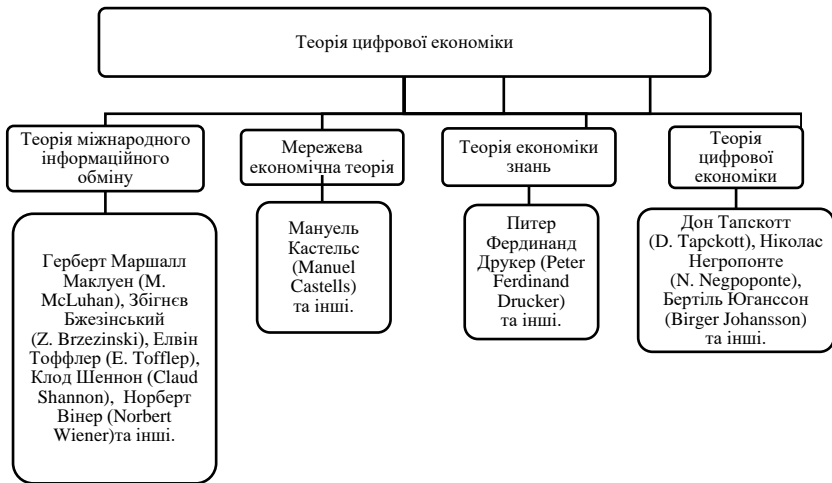 Теорія цифрової економіки
Теорія міжнародного
інформаційного
обміну
Мережева
економічна теорія
Теорія економіки
знань
Теорія
цифрової
економіки
Герберт Маршалл
Маклуен (M.
McLuhan), Збігнєв
Бжезінський
(Z. Brzezinski), Елвін
Тоффлер (E. Tofflep),
Клод Шеннон (Claud
Shannon), Норберт
Вінер (Norbert
Wiener)та інші.
Мануель
Кастельс
(Manuel
Castells)
та інші.
Питер
Фердинанд
Друкер (Peter
Ferdinand
Drucker)
та інші.
Дон Тапскотт
(D. Tapckott), Ніколас
Негропонте
(N. Negpoponte),
Бертіль Юганссон
(Birger Johansson)
та інші.